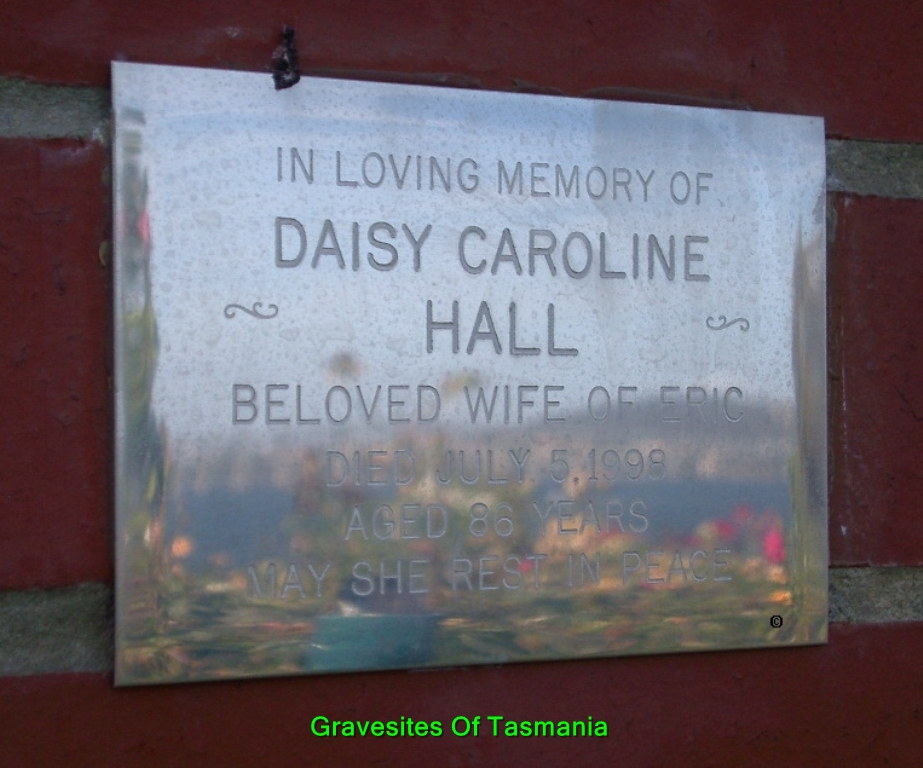 IN LOVING MEMORY OF
DAISY CAROLINE
HALL
BELOVED WIFE OF ERIC
DIED JULY 5, 1998
AGED 86 YEARS
MAY SHE REST IN PEACE
©
Gravesites Of Tasmania